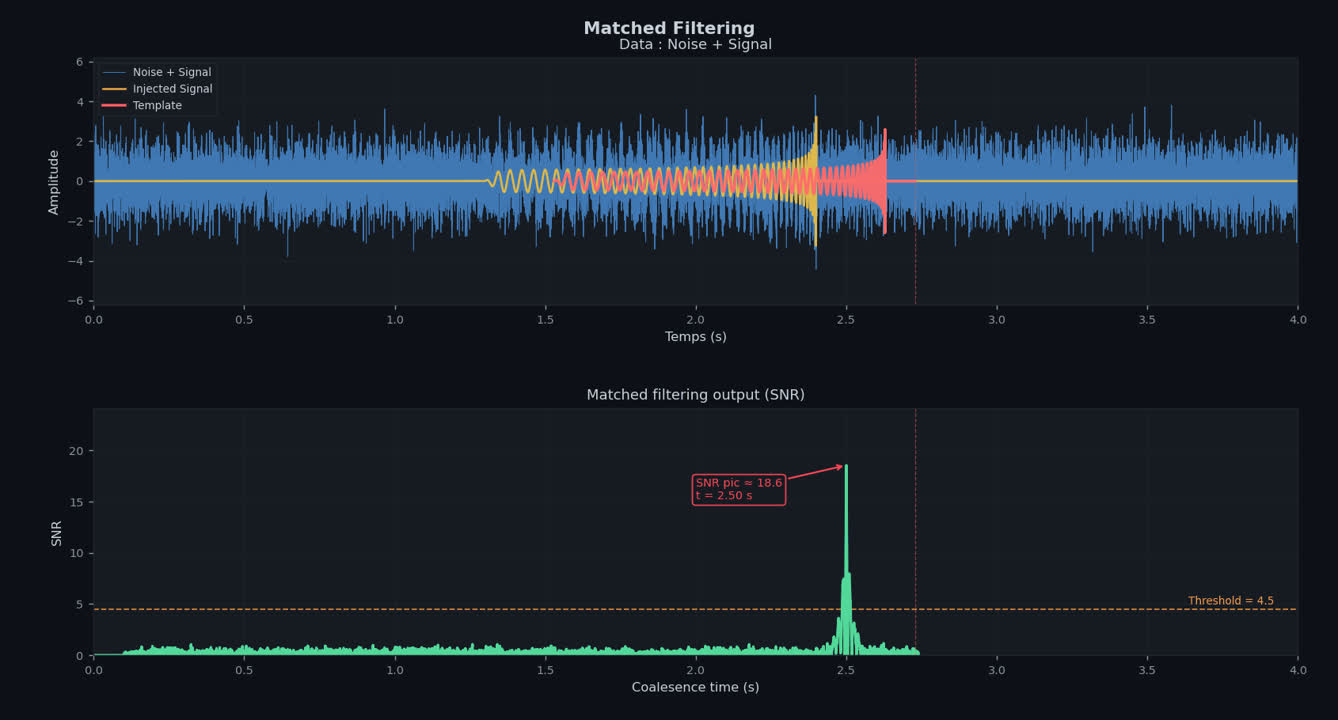 Matched Filtering
Data : Noise + Signal
Noise + Signal
Injected Signal
Template
Amplitude
6
4
2
0
−2
−4
−6
0.0 0.5 1.0 1.5 2.0 2.5 3.0 3.5 4.0
Temps (s)
Matched filtering output (SNR)
SNR
20
15
10
5
0
SNR pic ≈ 18.6
t = 2.50 s
Threshold = 4.5
0.0 0.5 1.0 1.5 2.0 2.5 3.0 3.5 4.0
Coalesence time (s)